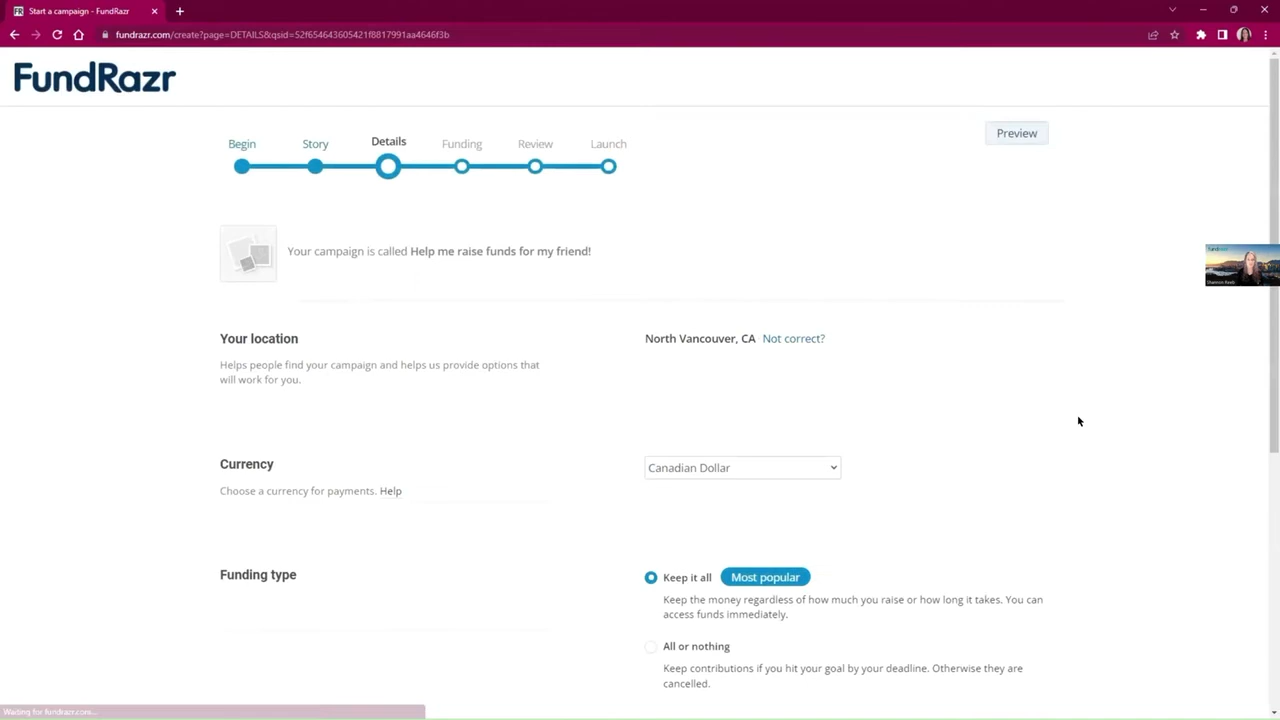 Start a campaign - FundRazr
fundrazr.com/create?page=DETAILS&qsid=52f654643605421f8817991aa4646f3b
FundRazr
Begin
Story
Details
Funding
Review
Launch
Preview
Your campaign is called Help me raise funds for my friend!
Your location
North Vancouver, CA Not correct?
Helps people find your campaign and helps us provide options that
will work for you.
Currency
Canadian Dollar
Choose a currency for payments. Help
Funding type
Keep it all Most popular
Keep the money regardless of how much you raise or how long it takes. You can
access funds immediately.
All or nothing
Keep contributions if you hit your goal by your deadline. Otherwise they are
cancelled.
Waiting for fundrazr.com...